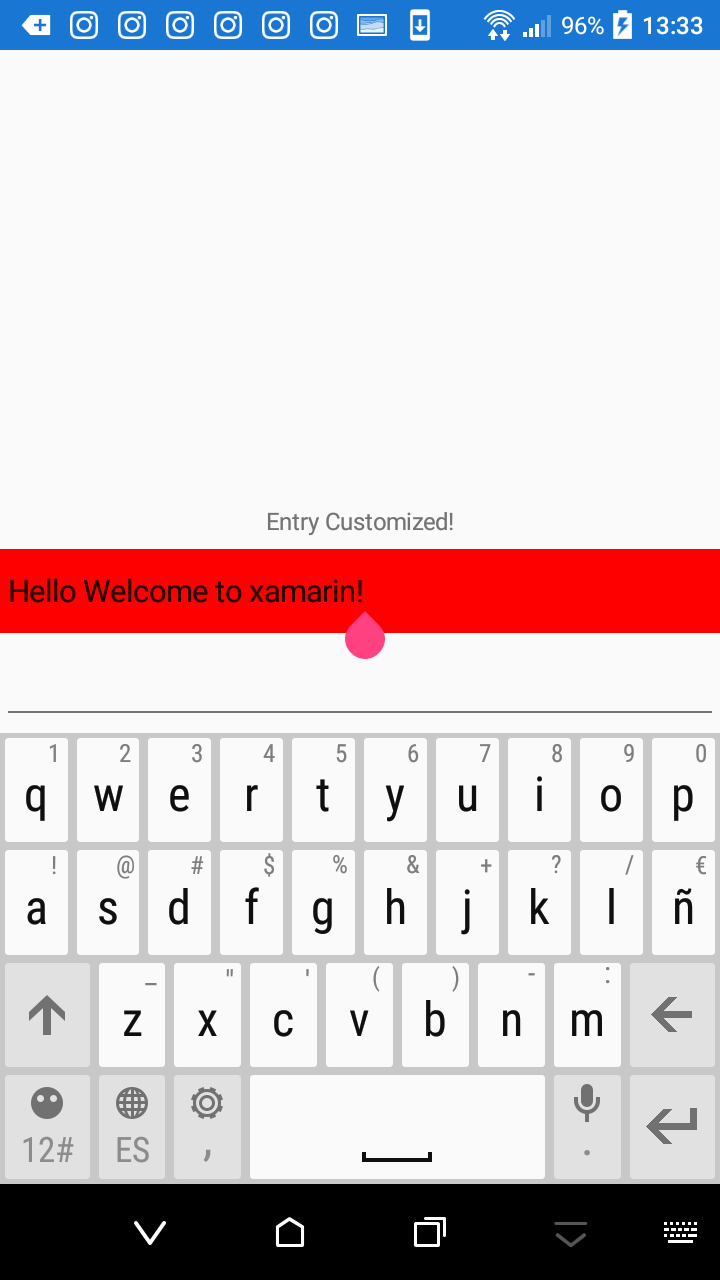 96% 13:33
Entry Customized!
Hello Welcome to xamarin!
1 2 3 4 5 6 7 8 9 0
q w e r t y u i o p
! @ # $ % & + ? / €
a s d f g h j k l ñ
_ " ' ( ) - :
z x c v b n m
12# ES , .